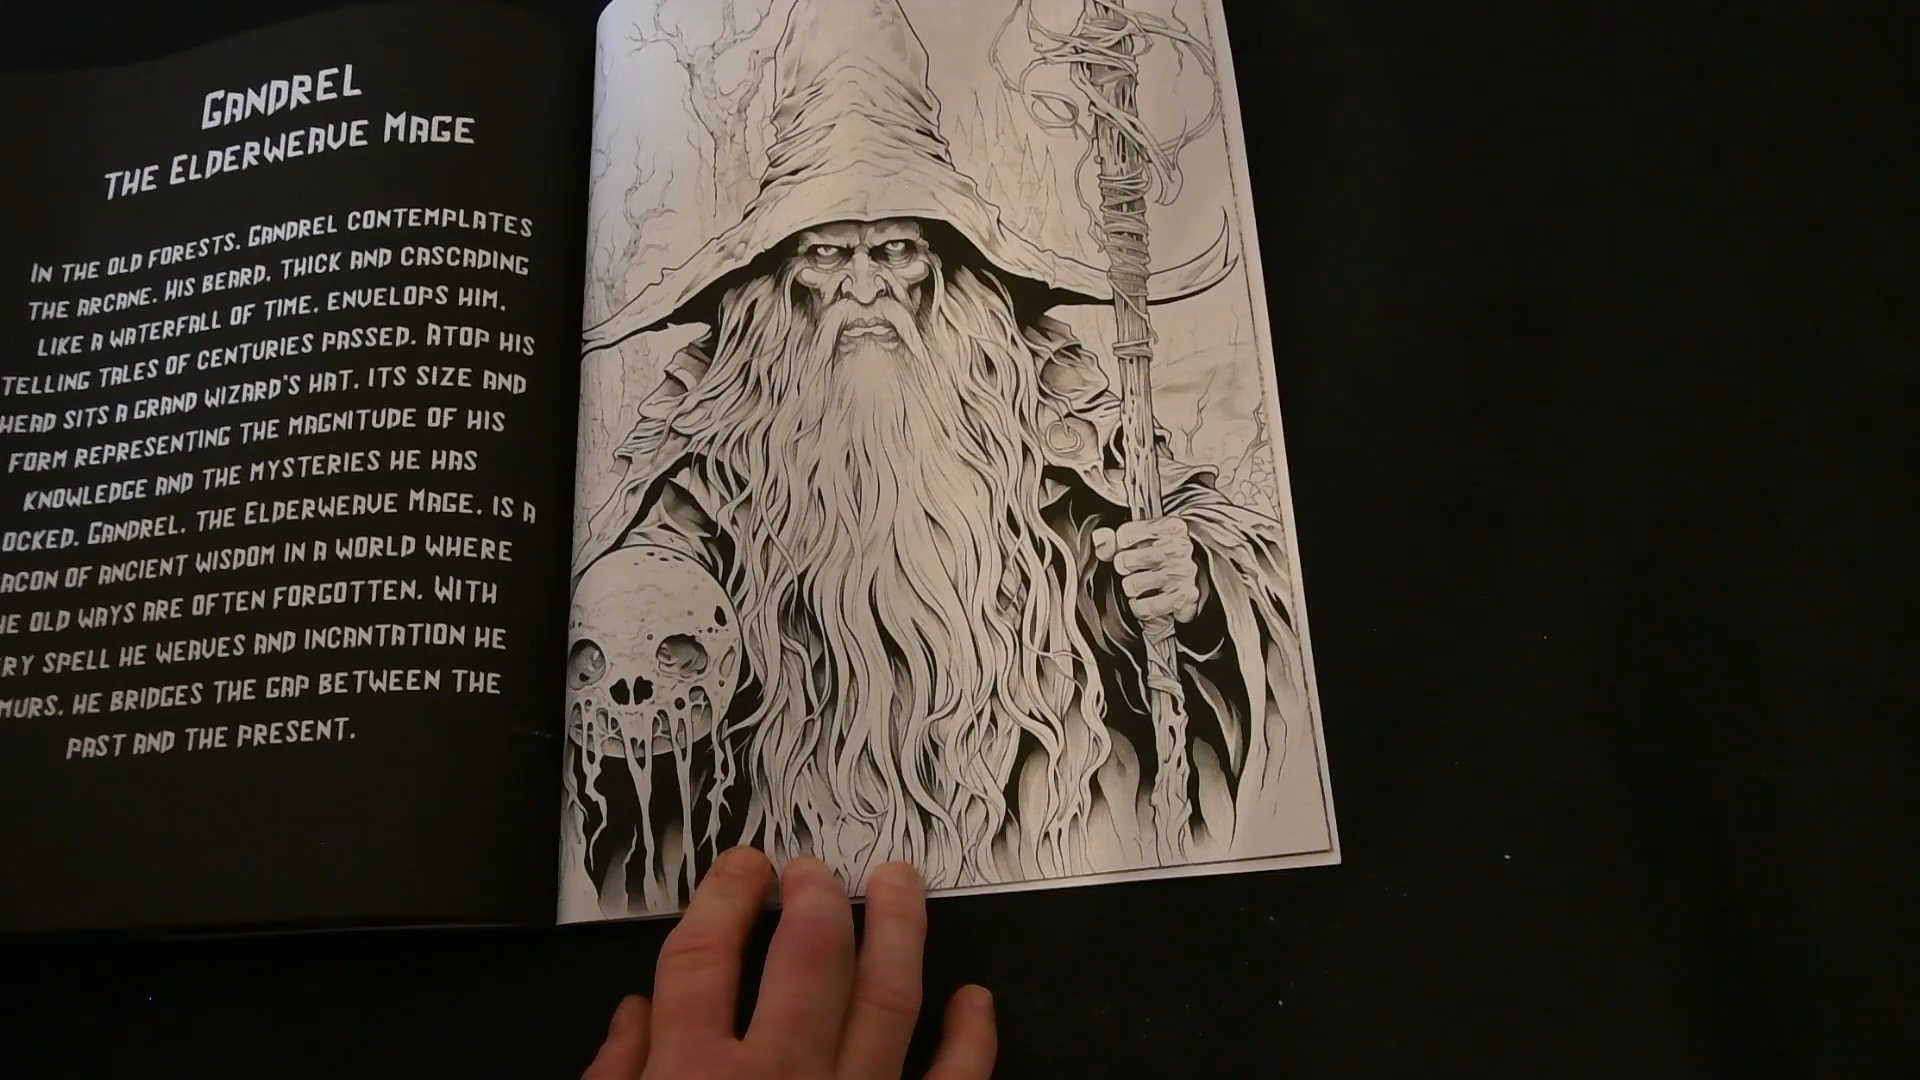 Gandrel
the Elderweave Mage
In the old forests, Gandrel contemplates
the arcane. His beard, thick and cascading
like a waterfall of time, envelops him,
telling tales of centuries passed. Atop his
head sits a grand wizard's hat, its size and
form representing the magnitude of his
knowledge and the mysteries he has
ocked. Gandrel, the Elderweave Mage, is a
acon of ancient wisdom in a world where
he old ways are often forgotten. With
ry spell he weaves and incantation he
murs, he bridges the gap between the
past and the present.